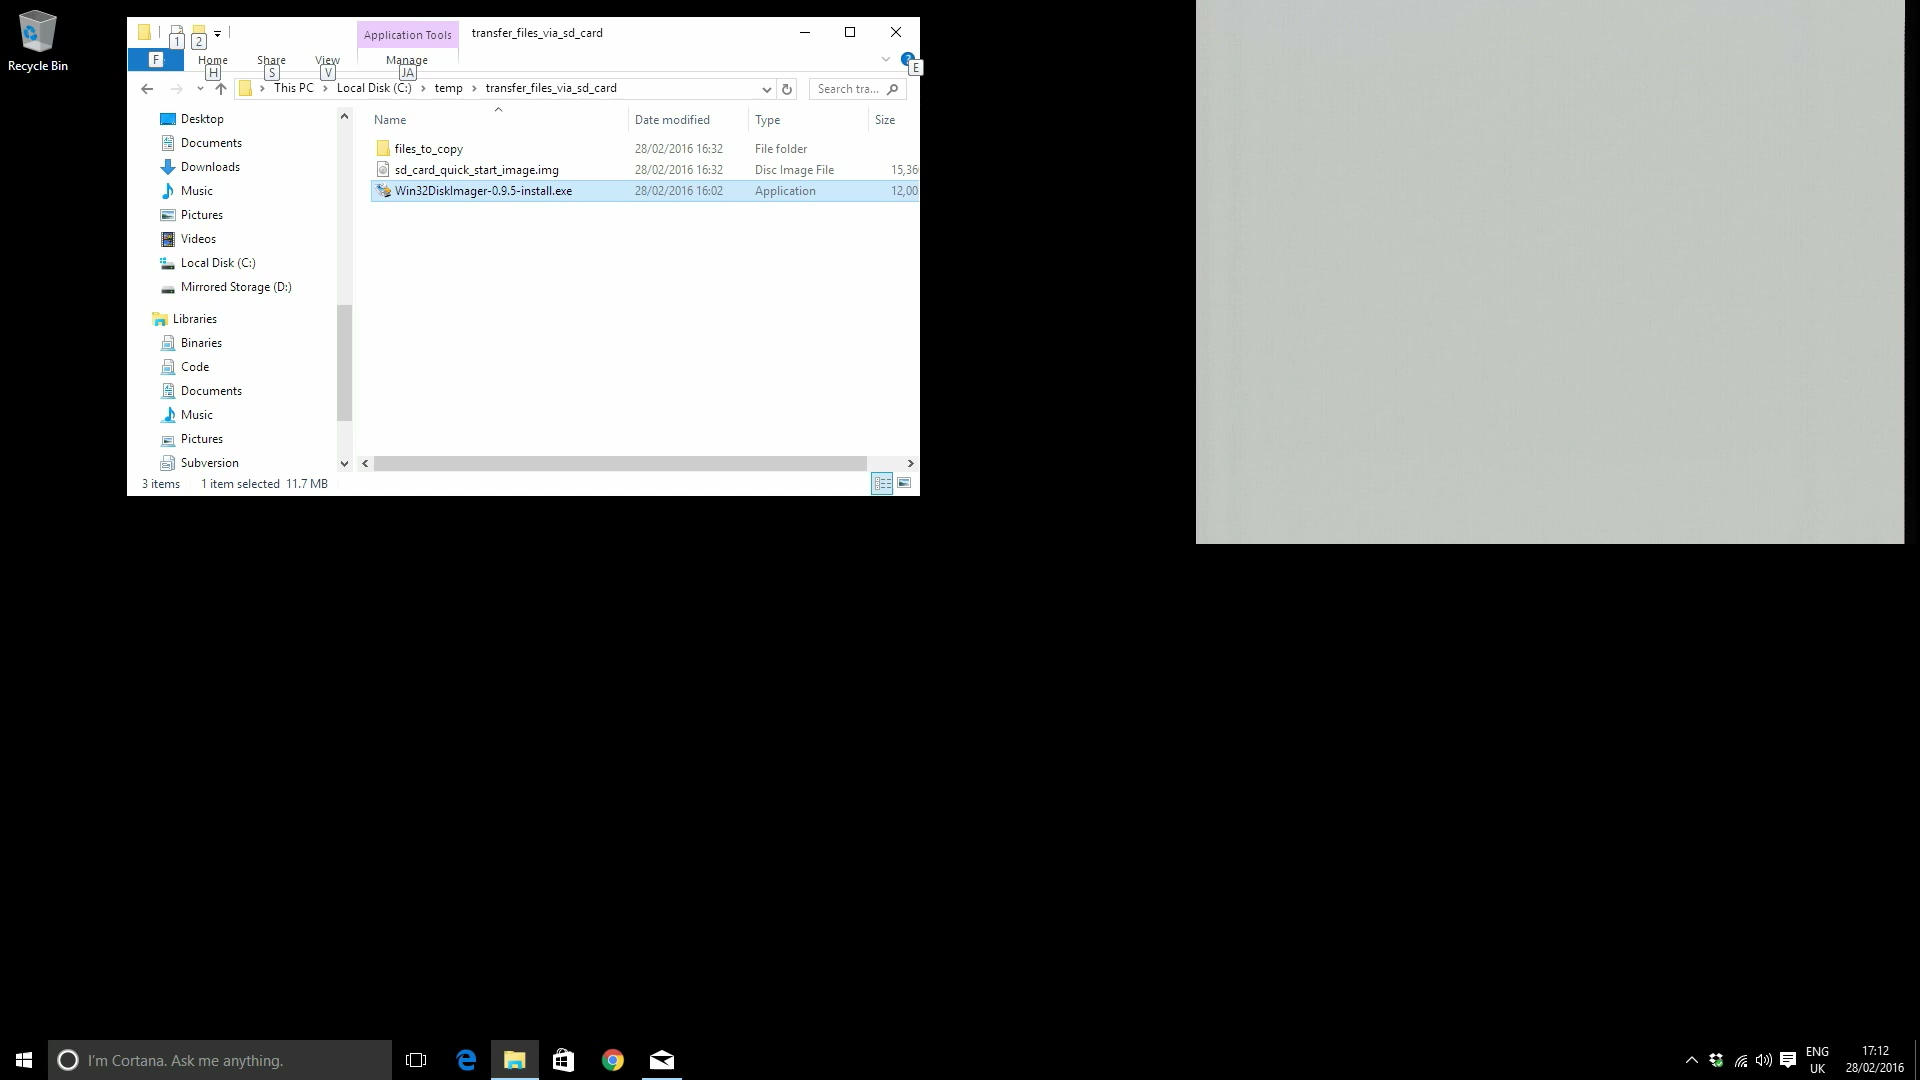 Recycle Bin
1 2
Application Tools transfer_files_via_sd_card
F Home Share View Manage
H S V JA E
This PC Local Disk (C:) temp transfer_files_via_sd_card Search tra...
Desktop
Documents
Downloads
Music
Pictures
Videos
Local Disk (C:)
Mirrored Storage (D:)
Libraries
Binaries
Code
Documents
Music
Pictures
Subversion
Name Date modified Type Size
files_to_copy 28/02/2016 16:32 File folder
sd_card_quick_start_image.img 28/02/2016 16:32 Disc Image File 15,36
Win32DiskImager-0.9.5-install.exe 28/02/2016 16:02 Application 12,00
3 items 1 item selected 11.7 MB
I'm Cortana. Ask me anything.
ENG 17:12
UK 28/02/2016